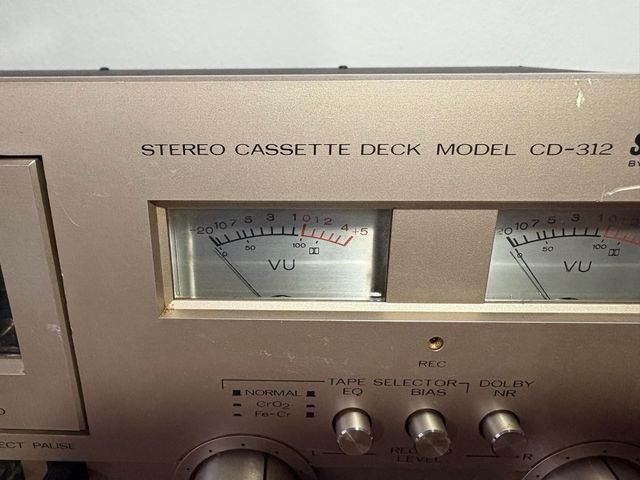 STEREO CASSETTE DECK MODEL CD-312
BY
-20 10 7 5 3 1 0 1 2 4 +5
0 50 100
VU
20 10 7 5 3 1 0
0 50 100
VU
REC
TAPE SELECTOR
EQ BIAS
DOLBY
NR
NORMAL
CrO2
Fe-Cr
PAUSE
L R
LEVEL